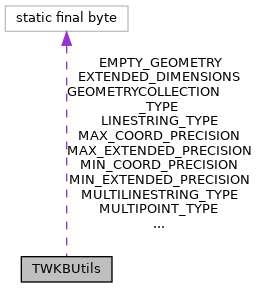 static final byte
EMPTY_GEOMETRY
EXTENDED_DIMENSIONS
GEOMETRYCOLLECTION
_TYPE
LINESTRING_TYPE
MAX_COORD_PRECISION
MAX_EXTENDED_PRECISION
MIN_COORD_PRECISION
MIN_EXTENDED_PRECISION
MULTILINESTRING_TYPE
MULTIPOINT_TYPE
...
TWKBUtils